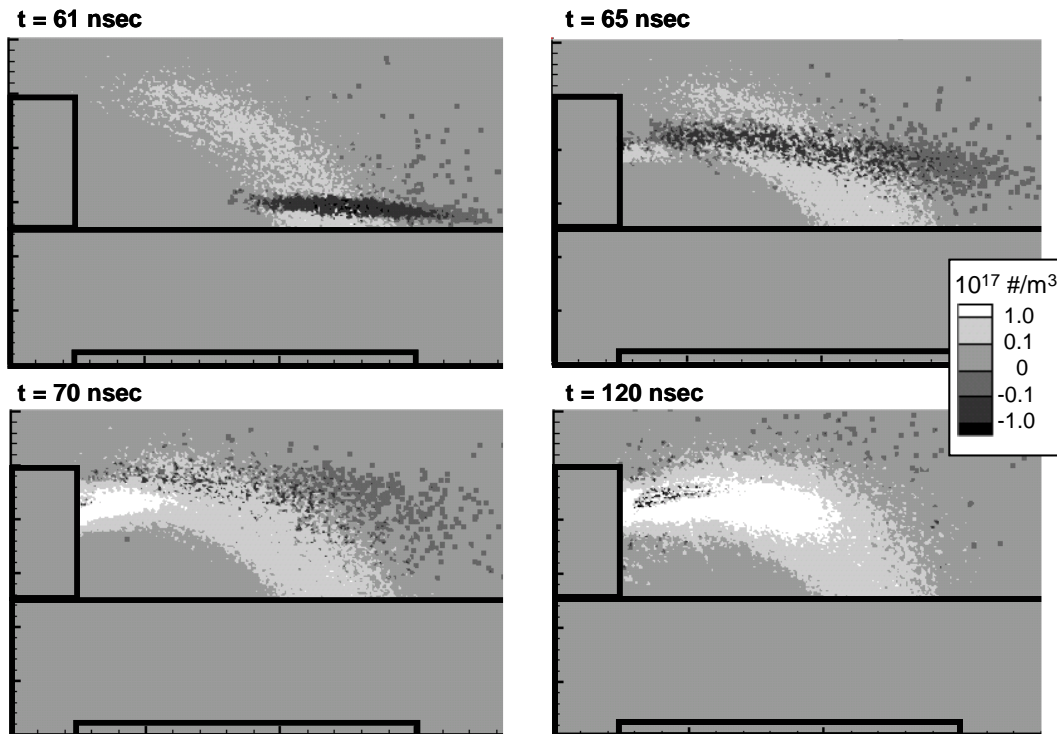 t = 61 nsec
t = 65 nsec
10¹⁷ #/m³
1.0
0.1
0
-0.1
-1.0
t = 70 nsec
t = 120 nsec